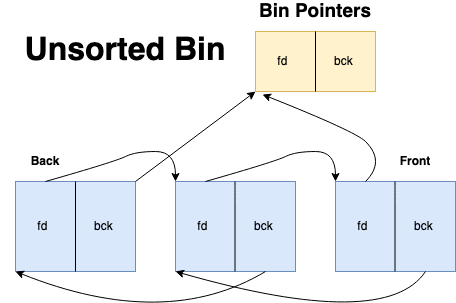 Bin Pointers
Unsorted Bin
fd bck
Back Front
fd bck fd bck fd bck